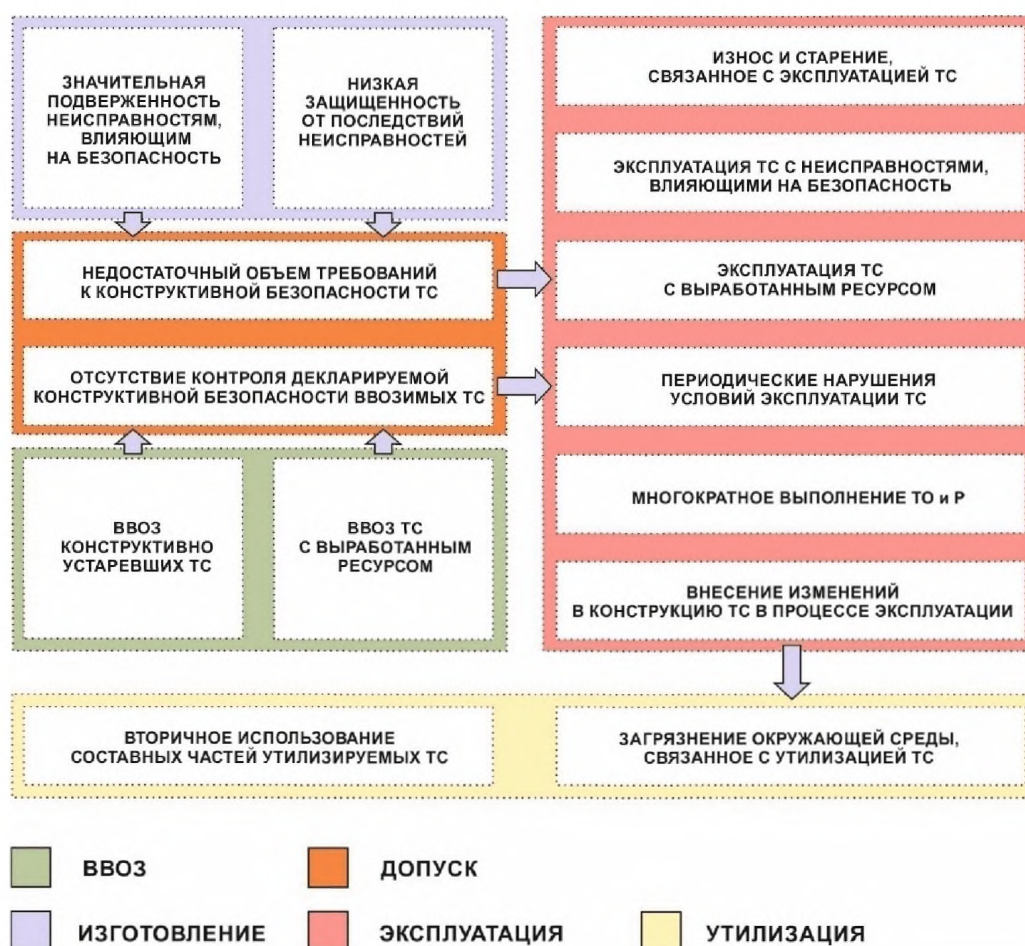 ЗНАЧИТЕЛЬНАЯ
ПОДВЕРЖЕННОСТЬ
НЕИСПРАВНОСТЯМ,
ВЛИЯЮЩИМ
НА БЕЗОПАСНОСТЬ
НИЗКАЯ
ЗАЩИЩЕННОСТЬ
ОТ ПОСЛЕДСТВИЙ
НЕИСПРАВНОСТЕЙ
НЕДОСТАТОЧНЫЙ ОБЪЕМ ТРЕБОВАНИЙ
К КОНСТРУКТИВНОЙ БЕЗОПАСНОСТИ ТС
ОТСУТСТВИЕ КОНТРОЛЯ ДЕКЛАРИРУЕМОЙ
КОНСТРУКТИВНОЙ БЕЗОПАСНОСТИ ВВОЗИМЫХ ТС
ВВОЗ
КОНСТРУКТИВНО
УСТАРЕВШИХ ТС
ВВОЗ ТС
С ВЫРАБОТАННЫМ
РЕСУРСОМ
ИЗНОС И СТАРЕНИЕ,
СВЯЗАННОЕ С ЭКСПЛУАТАЦИЕЙ ТС
ЭКСПЛУАТАЦИЯ ТС С НЕИСПРАВНОСТЯМИ,
ВЛИЯЮЩИМИ НА БЕЗОПАСНОСТЬ
ЭКСПЛУАТАЦИЯ ТС
С ВЫРАБОТАННЫМ РЕСУРСОМ
ПЕРИОДИЧЕСКИЕ НАРУШЕНИЯ
УСЛОВИЙ ЭКСПЛУАТАЦИИ ТС
МНОГОКРАТНОЕ ВЫПОЛНЕНИЕ ТО и Р
ВНЕСЕНИЕ ИЗМЕНЕНИЙ
В КОНСТРУКЦИЮ ТС В ПРОЦЕССЕ ЭКСПЛУАТАЦИИ
ВТОРИЧНОЕ ИСПОЛЬЗОВАНИЕ
СОСТАВНЫХ ЧАСТЕЙ УТИЛИЗИРУЕМЫХ ТС
ЗАГРЯЗНЕНИЕ ОКРУЖАЮЩЕЙ СРЕДЫ,
СВЯЗАННОЕ С УТИЛИЗАЦИЕЙ ТС
ВВОЗ
ДОПУСК
ИЗГОТОВЛЕНИЕ
ЭКСПЛУАТАЦИЯ
УТИЛИЗАЦИЯ